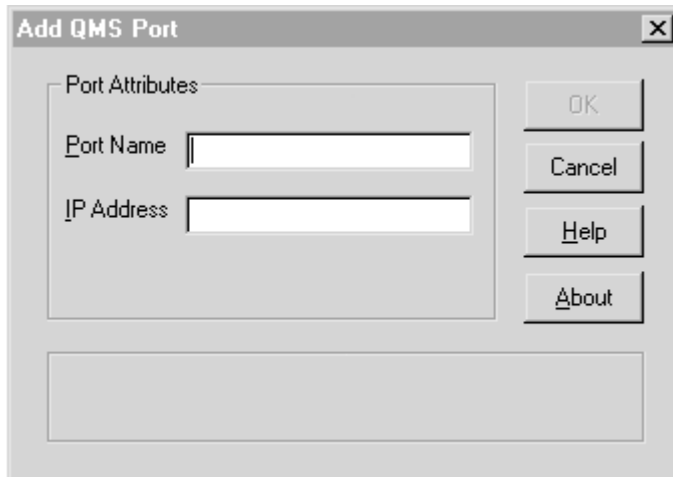 Add QMS Port
Port Attributes
Port Name
IP Address
OK
Cancel
Help
About